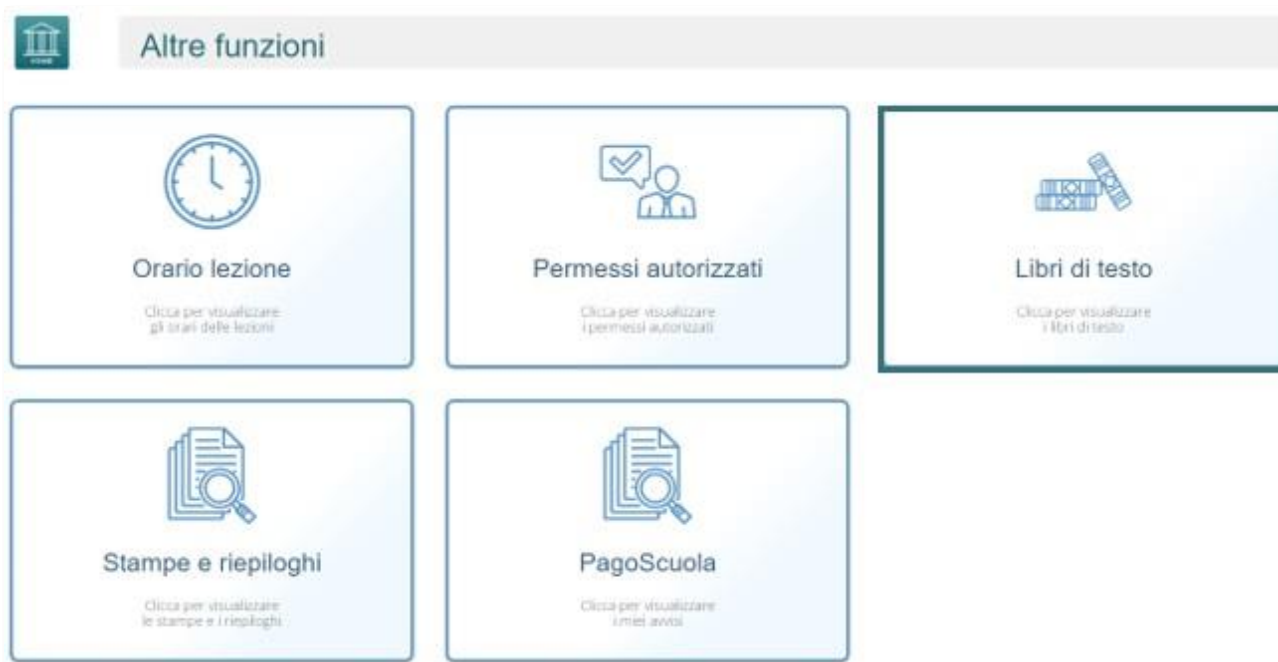 HOME
Altre funzioni
Orario lezione
Clicca per visualizzare
gli orari delle lezioni
Permessi autorizzati
Clicca per visualizzare
i permessi autorizzati
Libri di testo
Clicca per visualizzare
i libri di testo
Stampe e riepiloghi
Clicca per visualizzare
le stampe e i riepiloghi
PagoScuola
Clicca per visualizzare
i miei avvisi